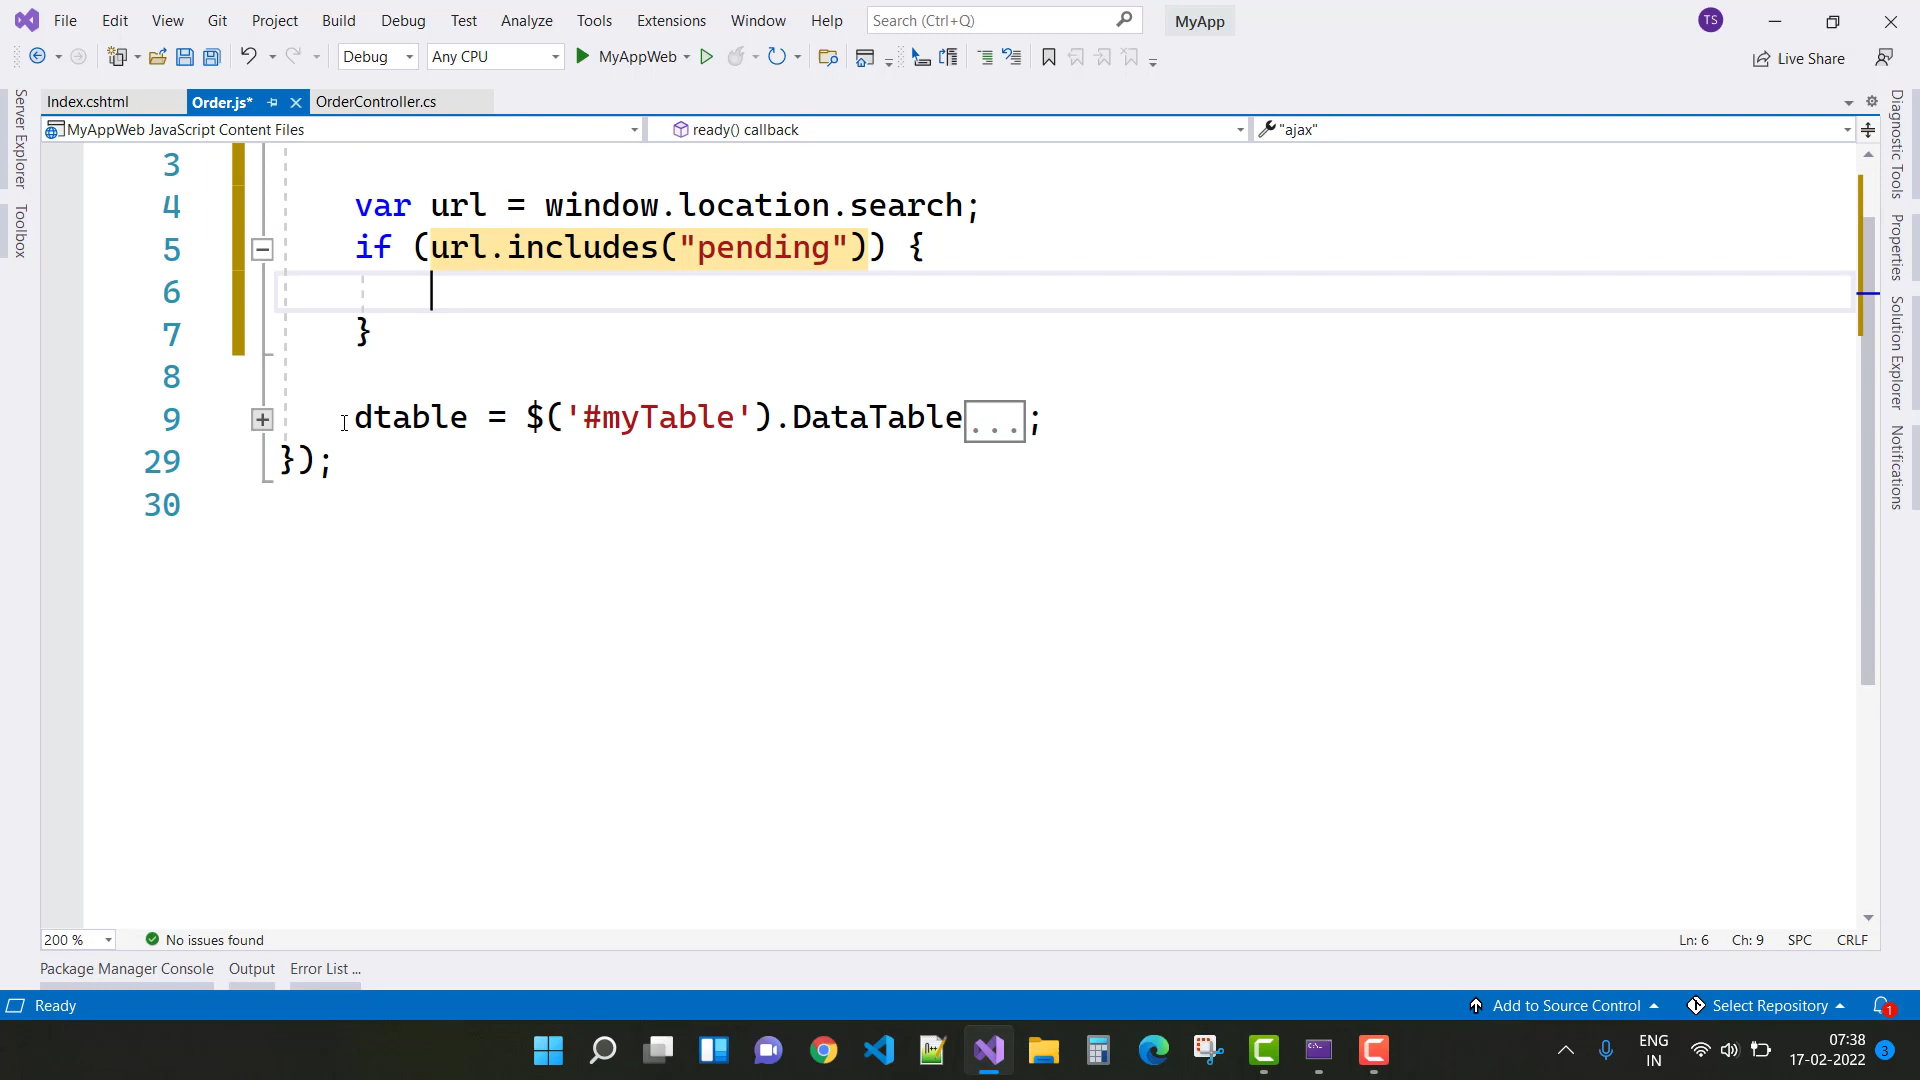 File Edit View Git Project Build Debug Test Analyze Tools Extensions Window Help Search (Ctrl+Q) MyApp TS
Debug Any CPU MyAppWeb Live Share
Index.cshtml Order.js* OrderController.cs
MyAppWeb JavaScript Content Files ready() callback "ajax"
Server Explorer
Toolbox
Diagnostic Tools
Properties
Solution Explorer
Notifications
3
4 var url = window.location.search;
5 if (url.includes("pending")) {
6
7 }
8
9 dtable = $('#myTable').DataTable...;
29 });
30
200 % No issues found Ln: 6 Ch: 9 SPC CRLF
Package Manager Console Output Error List ...
Ready Add to Source Control Select Repository 1
ENG
IN
07:38
17-02-2022
3